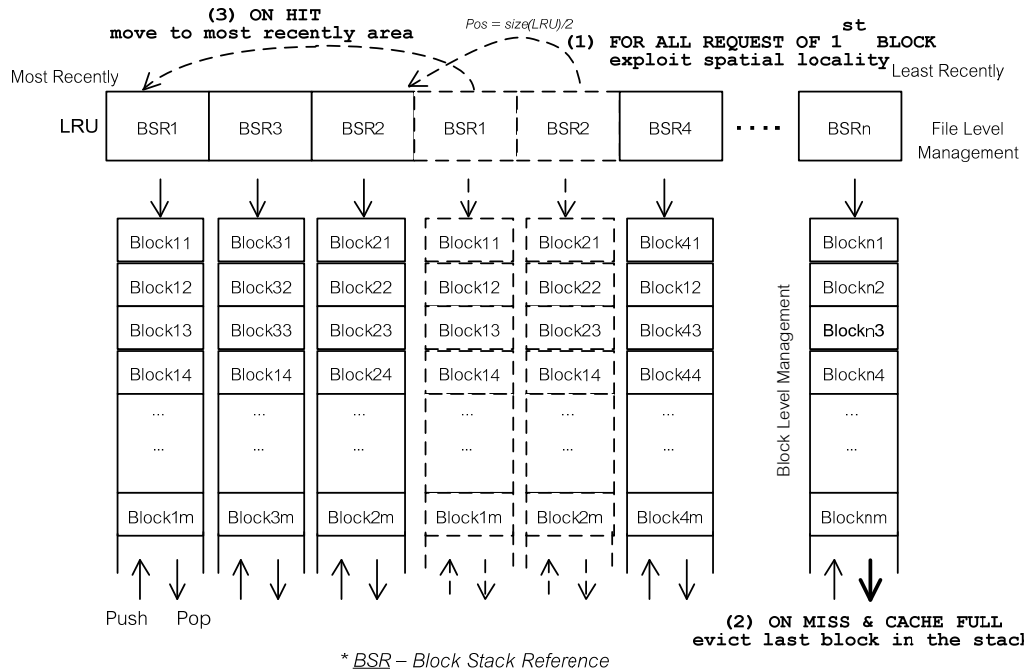 (3) ON HIT
move to most recently area
Pos = size(LRU)/2
(1) FOR ALL REQUEST OF 1st BLOCK
exploit spatial locality
Most Recently
Least Recently
LRU
BSR1 BSR3 BSR2 BSR1 BSR2 BSR4 .... BSRn
File Level
Management
Block11 Block31 Block21 Block11 Block21 Block41 Blockn1
Block12 Block32 Block22 Block12 Block22 Block12 Blockn2
Block13 Block33 Block23 Block13 Block23 Block43 Blockn3
Block14 Block14 Block24 Block14 Block14 Block44 Blockn4
... ... ... ... ... ... ...
... ... ... ... ... ... ...
Block Level Management
Block1m Block3m Block2m Block1m Block2m Block4m Blocknm
Push Pop
(2) ON MISS & CACHE FULL
evict last block in the stack
* BSR – Block Stack Reference